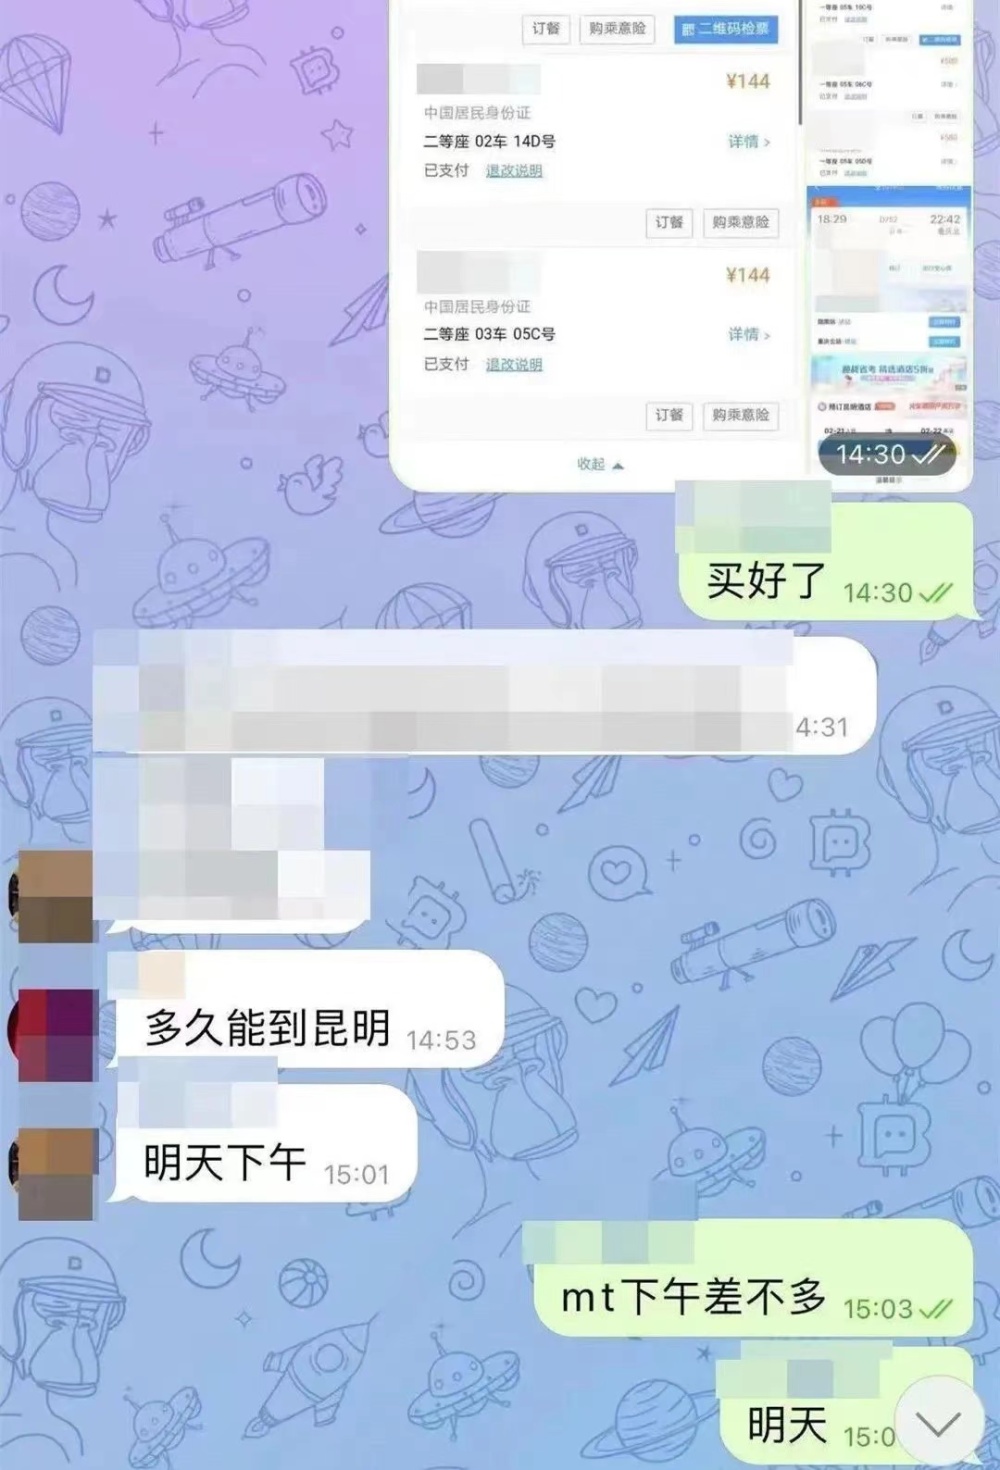 订餐 购乘意险 二维码检票
¥144
中国居民身份证
二等座 02车 14D号 详情 >
已支付 退改说明
订餐 购乘意险
¥144
中国居民身份证
二等座 03车 05C号 详情 >
已支付 退改说明
订餐 购乘意险
收起
18:29 22:42
14:30
买好了 14:30
4:31
多久能到昆明 14:53
明天下午 15:01
mt下午差不多 15:03
明天 15:0